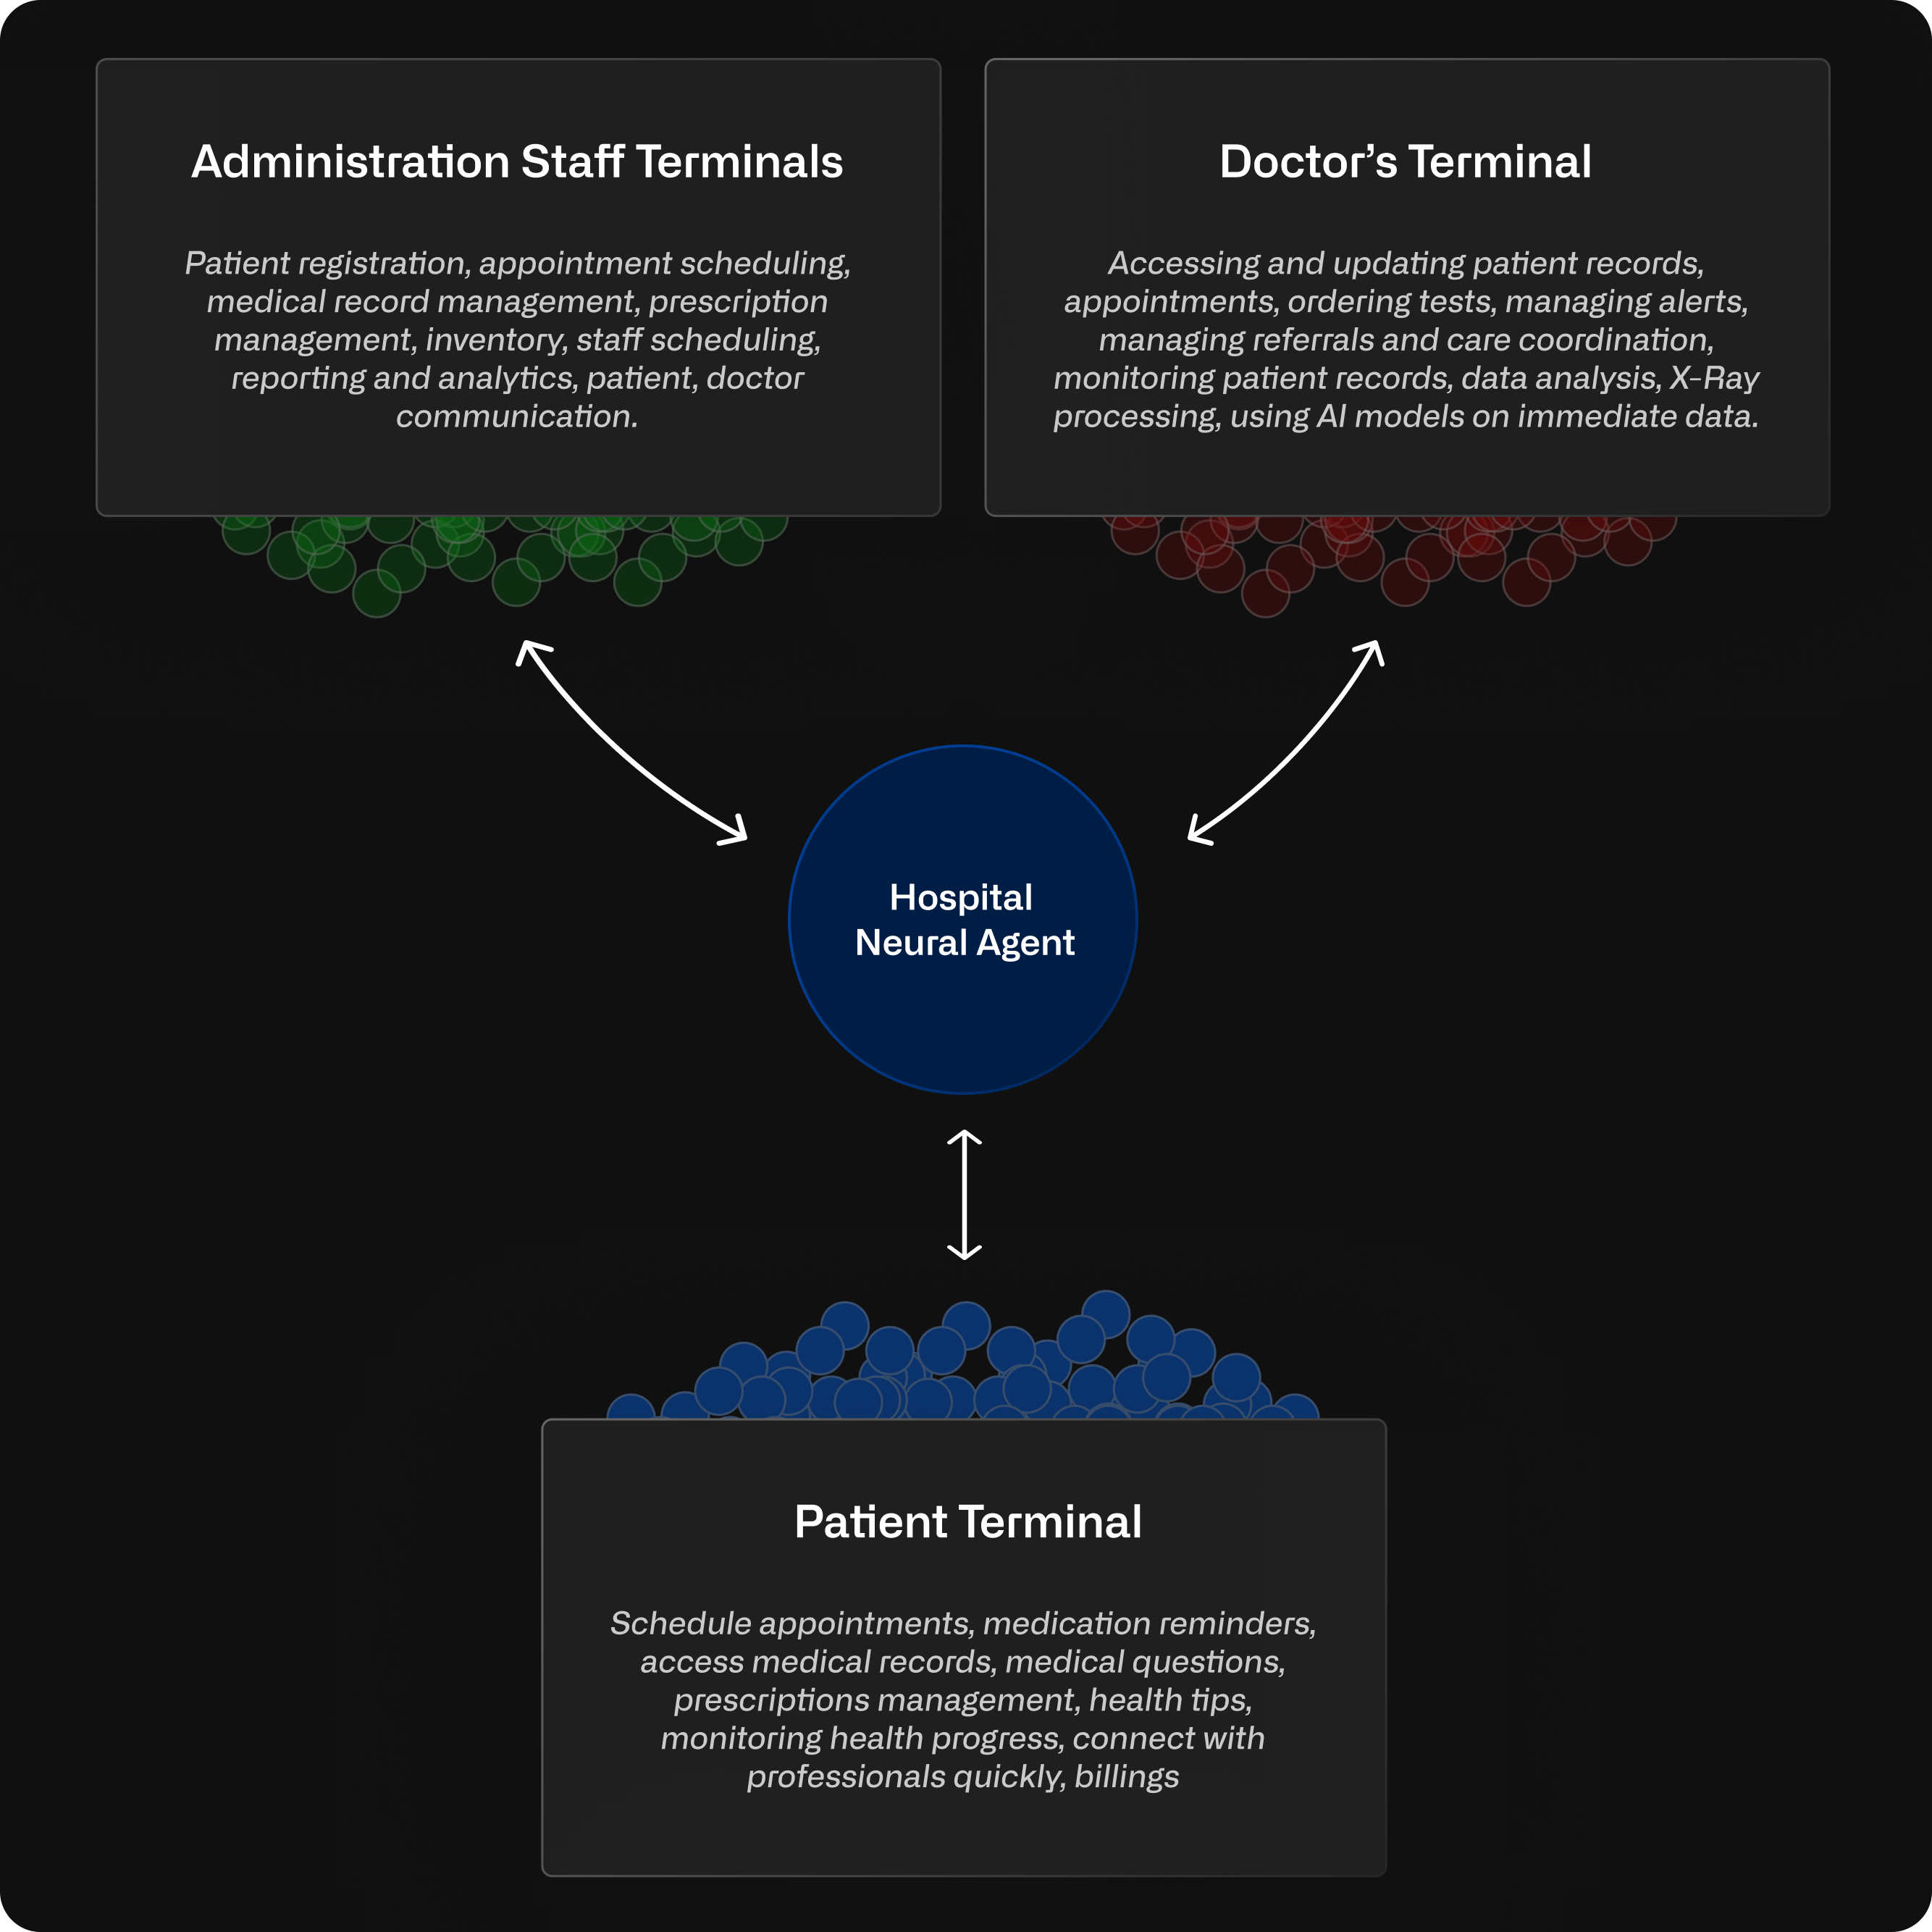 Administration Staff Terminals
Patient registration, appointment scheduling,
medical record management, prescription
management, inventory, staff scheduling,
reporting and analytics, patient, doctor
communication.
Doctor’s Terminal
Accessing and updating patient records,
appointments, ordering tests, managing alerts,
managing referrals and care coordination,
monitoring patient records, data analysis, X-Ray
processing, using AI models on immediate data.
Hospital
Neural Agent
Patient Terminal
Schedule appointments, medication reminders,
access medical records, medical questions,
prescriptions management, health tips,
monitoring health progress, connect with
professionals quickly, billings